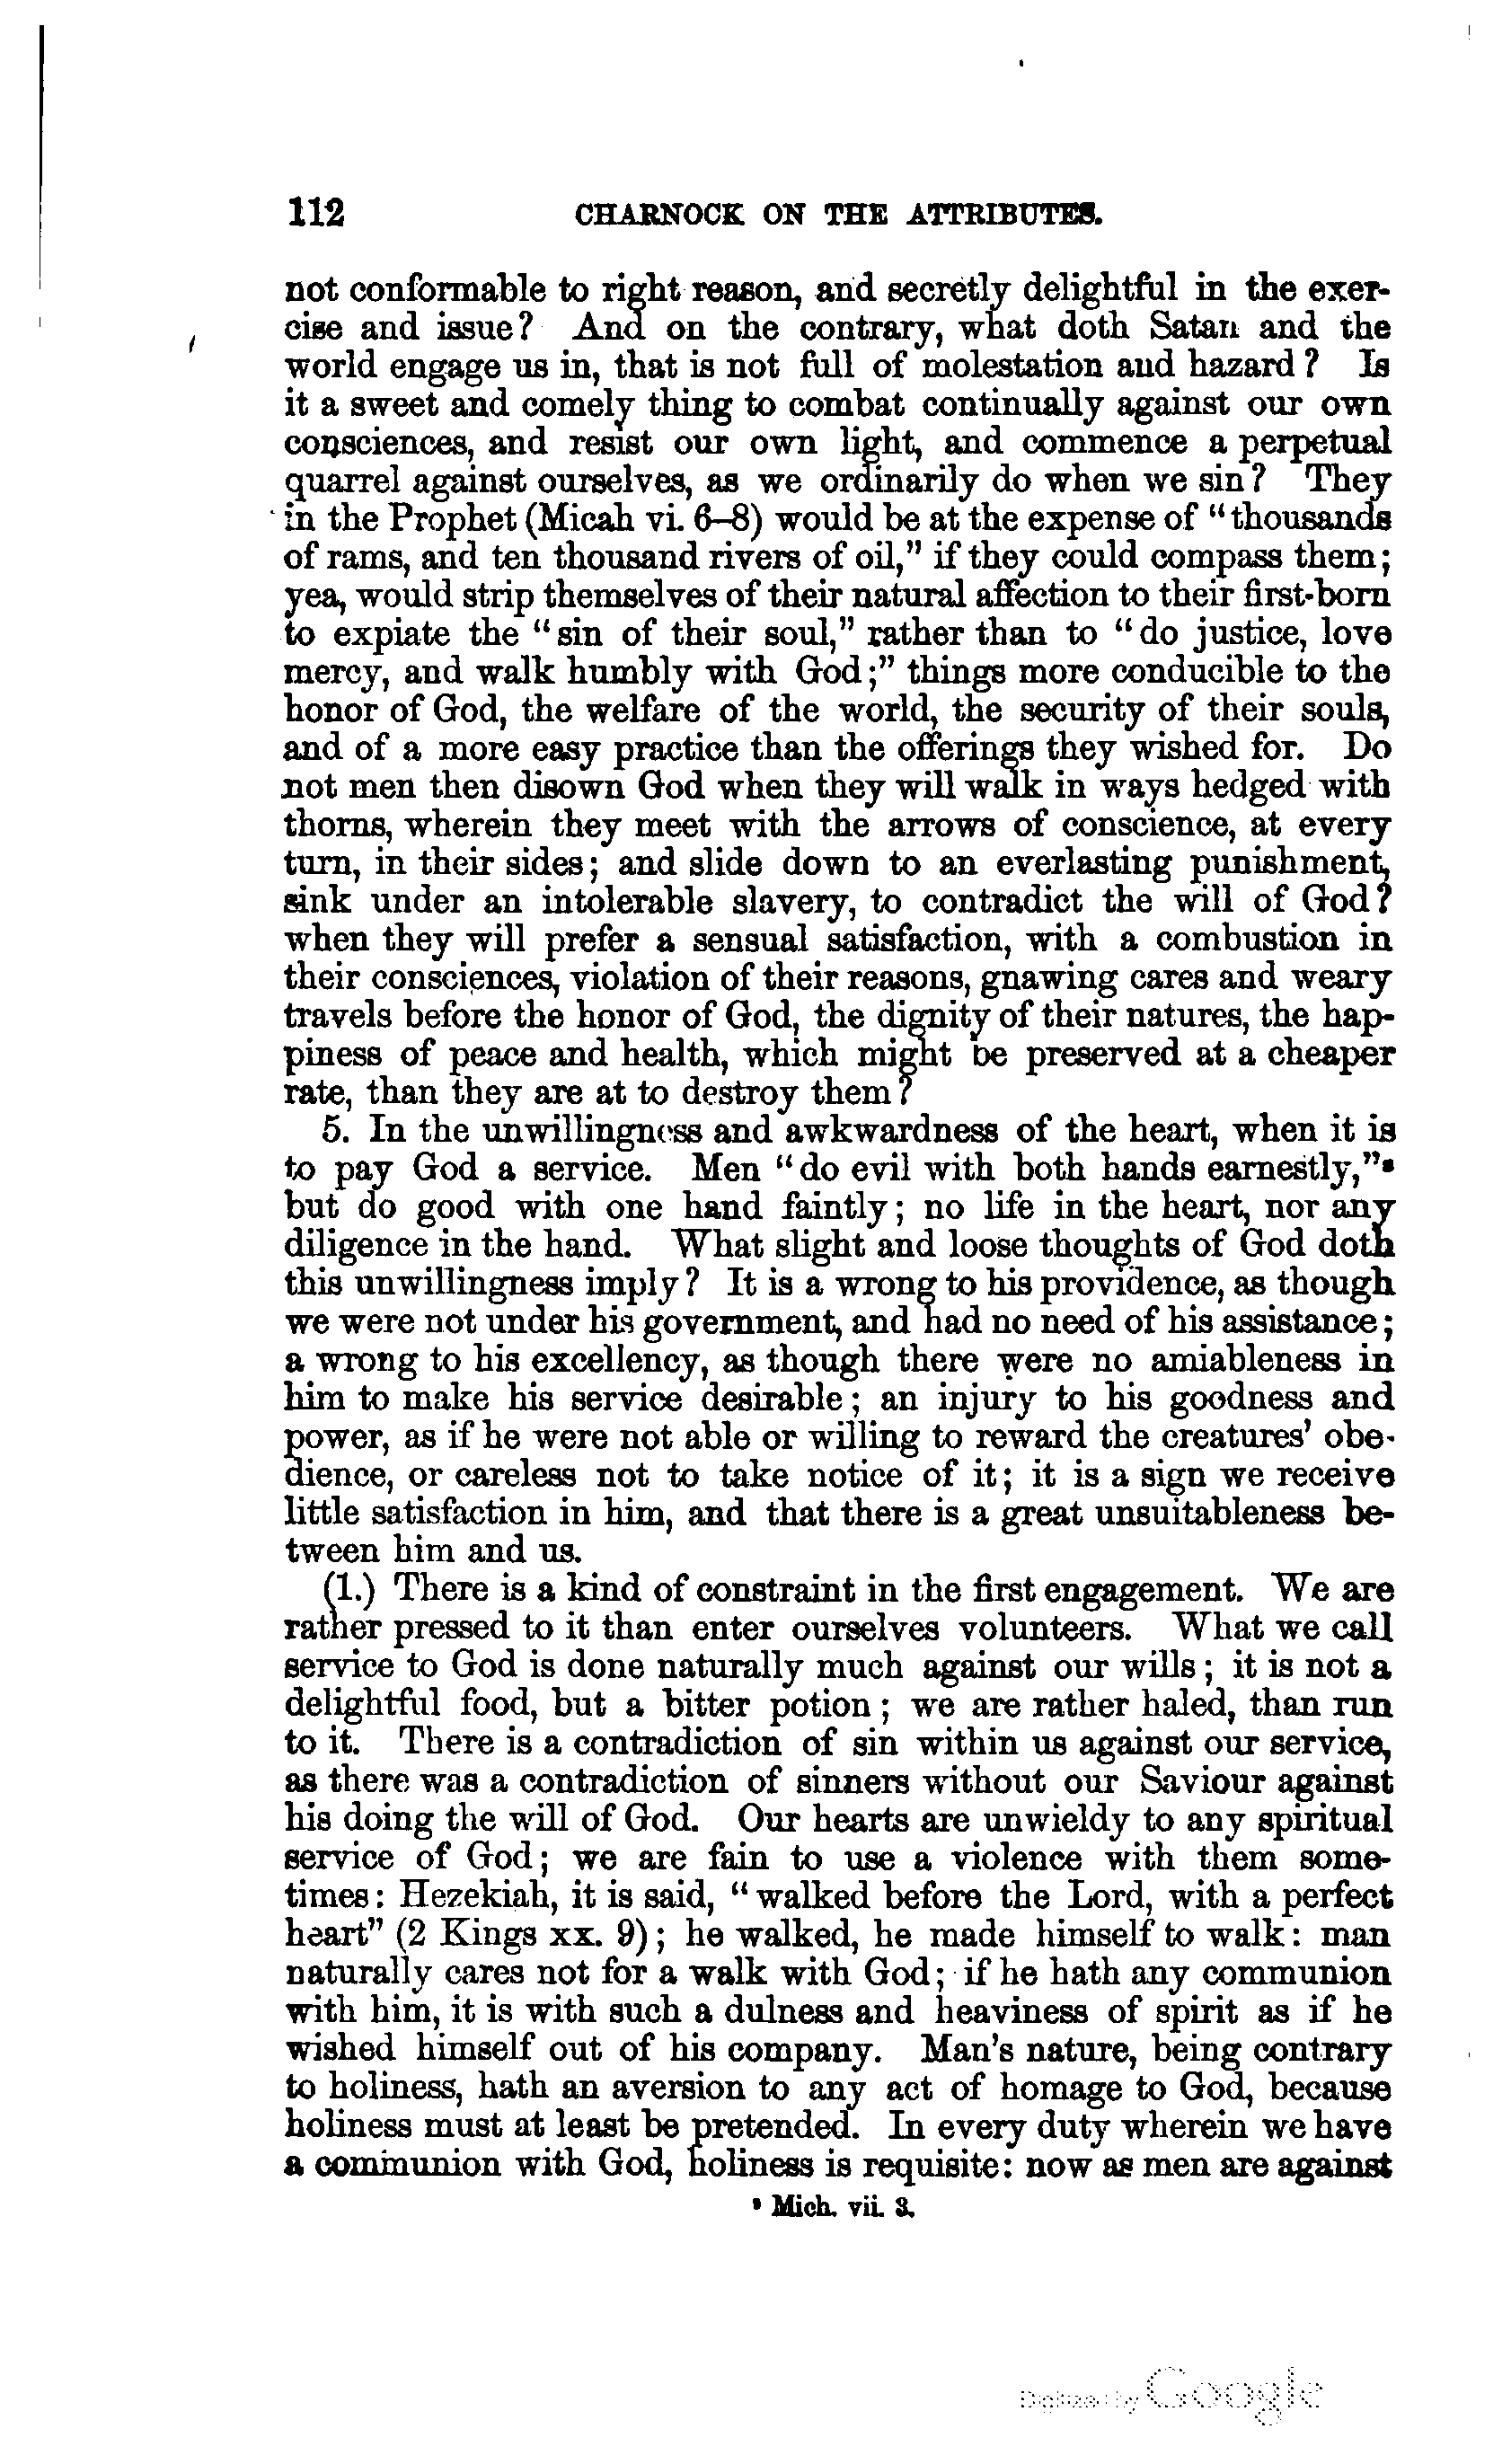 112 CHARNOCK ON THE ATTRIBUTES.
not conformable to right reason, and secretly delightful in the exer-
cise and issue? And on the contrary, what doth Satan and the
world engage us in, that is not full of molestation and hazard? Is
it a sweet and comely thing to combat continually against our own
consciences, and resist our own light, and commence a perpetual
quarrel against ourselves, as we ordinarily do when we sin? They
in the Prophet (Micah vi. 6–8) would be at the expense of "thousands
of rams, and ten thousand rivers of oil," if they could compass them;
yea, would strip themselves of their natural affection to their first-born
to expiate the "sin of their soul," rather than to "do justice, love
mercy, and walk humbly with God;" things more conducible to the
honor of God, the welfare of the world, the security of their souls,
and of a more easy practice than the offerings they wished for. Do
not men then disown God when they will walk in ways hedged with
thorns, wherein they meet with the arrows of conscience, at every
turn, in their sides; and slide down to an everlasting punishment,
sink under an intolerable slavery, to contradict the will of God?
when they will prefer a sensual satisfaction, with a combustion in
their consciences, violation of their reasons, gnawing cares and weary
travels before the honor of God, the dignity of their natures, the hap-
piness of peace and health, which might be preserved at a cheaper
rate, than they are at to destroy them?
5. In the unwillingness and awkwardness of the heart, when it is
to pay God a service. Men "do evil with both hands earnestly,"s
but do good with one hand faintly; no life in the heart, nor any
diligence in the hand. What slight and loose thoughts of God doth
this unwillingness imply? It is a wrong to his providence, as though
we were not under his government, and had no need of his assistance;
a wrong to his excellency, as though there were no amiableness in
him to make his service desirable; an injury to his goodness and
power, as if he were not able or willing to reward the creatures' obe-
dience, or careless not to take notice of it; it is a sign we receive
little satisfaction in him, and that there is a great unsuitableness be-
tween him and us.
(1.) There is a kind of constraint in the first engagement. We are
rather pressed to it than enter ourselves volunteers. What we call
service to God is done naturally much against our wills; it is not a
delightful food, but a bitter potion; we are rather haled, than run
to it. There is a contradiction of sin within us against our service,
as there was a contradiction of sinners without our Saviour against
his doing the will of God. Our hearts are unwieldy to any spiritual
service of God; we are fain to use a violence with them some-
times: Hezekiah, it is said, "walked before the Lord, with a perfect
heart" (2 Kings xx. 9); he walked, he made himself to walk: man
naturally cares not for a walk with God; if he hath any communion
with him, it is with such a dulness and heaviness of spirit as if he
wished himself out of his company. Man's nature, being contrary
to holiness, hath an aversion to any act of homage to God, because
holiness must at least be pretended. In every duty wherein we have
a communion with God, holiness is requisite: now as men are against
s Mich. vii. 3.
Digitized by Google